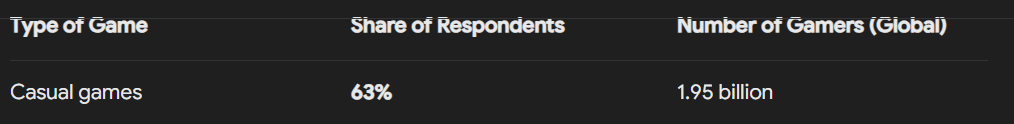 Type of Game Share of Respondents Number of Gamers (Global)
Casual games 63% 1.95 billion